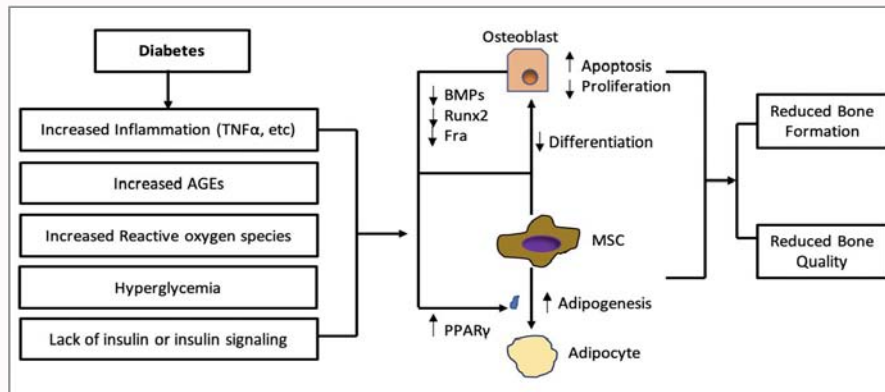 Diabetes
Increased Inflammation (TNFα, etc)
Increased AGEs
Increased Reactive oxygen species
Hyperglycemia
Lack of insulin or insulin signaling
Osteoblast
Apoptosis
Proliferation
BMPs
Runx2
Fra
Differentiation
MSC
Adipogenesis
PPARγ
Adipocyte
Reduced Bone
Formation
Reduced Bone
Quality